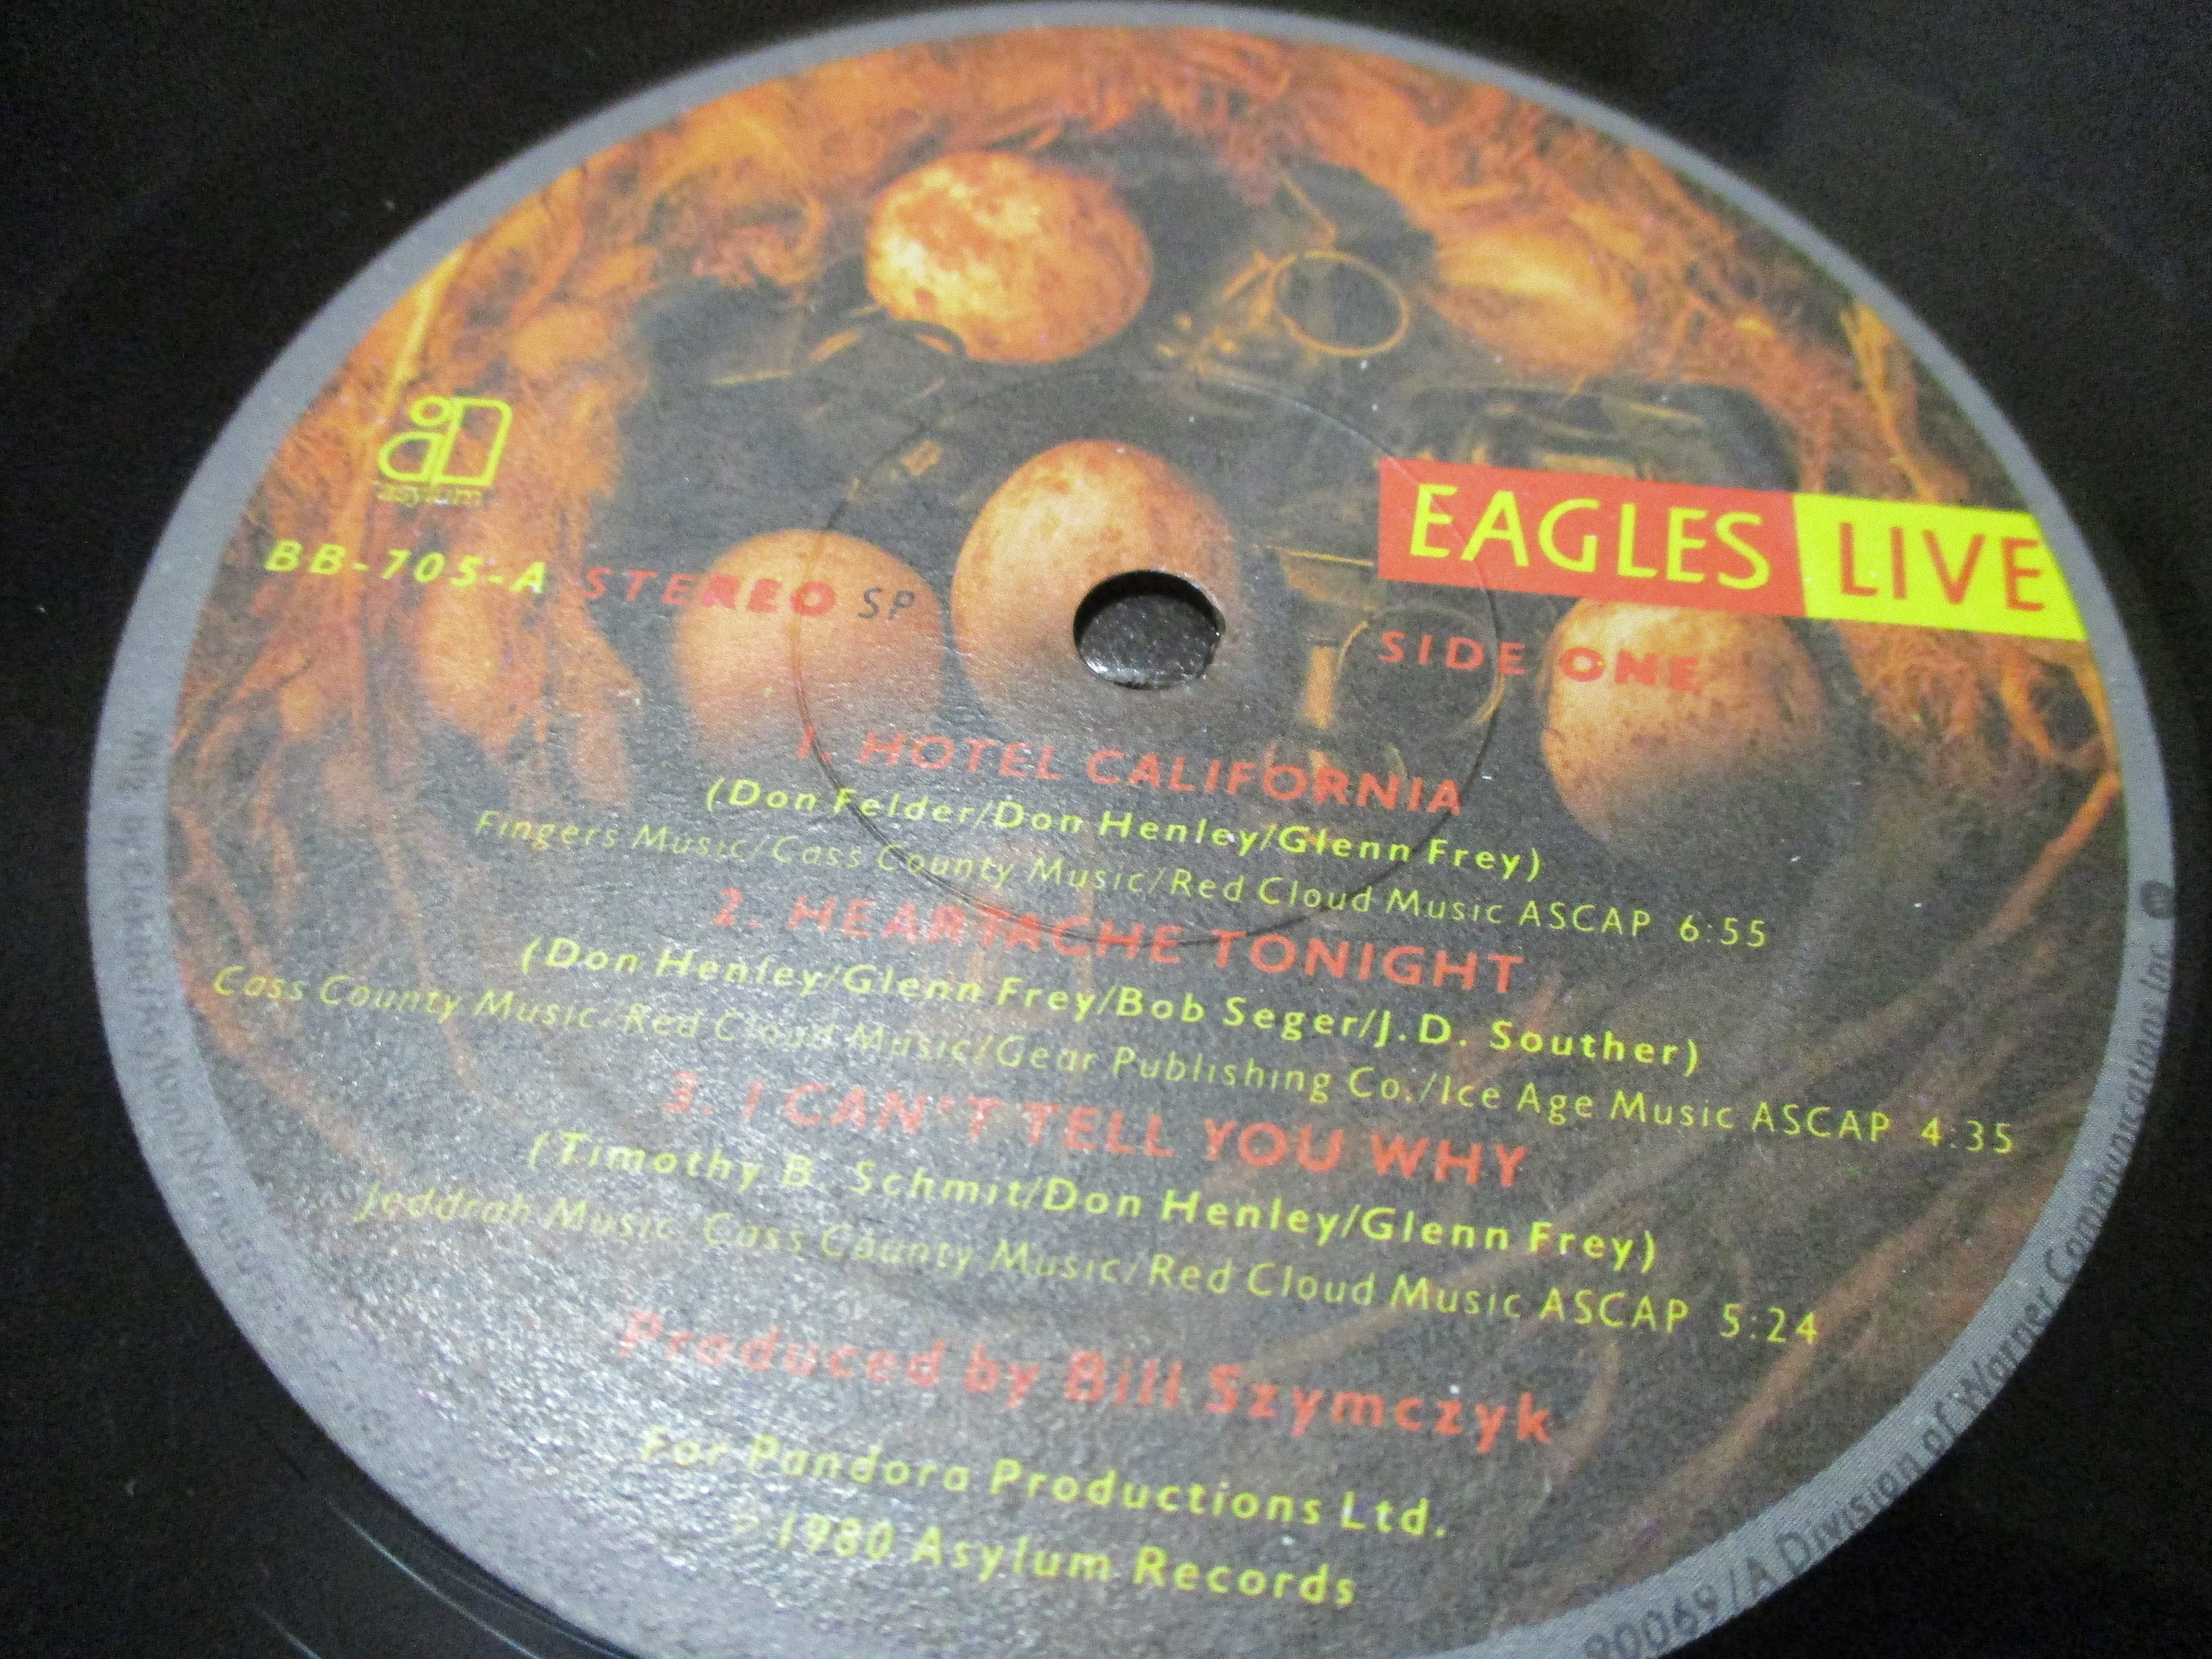 asylum
EAGLES LIVE
BB-705-A STEREO SP
SIDE ONE
1. HOTEL CALIFORNIA
(Don Felder/Don Henley/Glenn Frey)
Fingers Music/Cass County Music/Red Cloud Music ASCAP 6:55
2. HEARTACHE TONIGHT
(Don Henley/Glenn Frey/Bob Seger/J.D. Souther)
Cass County Music/Red Cloud Music/Gear Publishing Co./Ice Age Music ASCAP 4:35
3. I CAN'T TELL YOU WHY
(Timothy B. Schmit/Don Henley/Glenn Frey)
Jeddrah Music/Cass County Music/Red Cloud Music ASCAP 5:24
Produced by Bill Szymczyk
For Pandora Productions Ltd.
℗ 1980 Asylum Records
Mfg. by
90069/A Division of Warner Communications Inc.